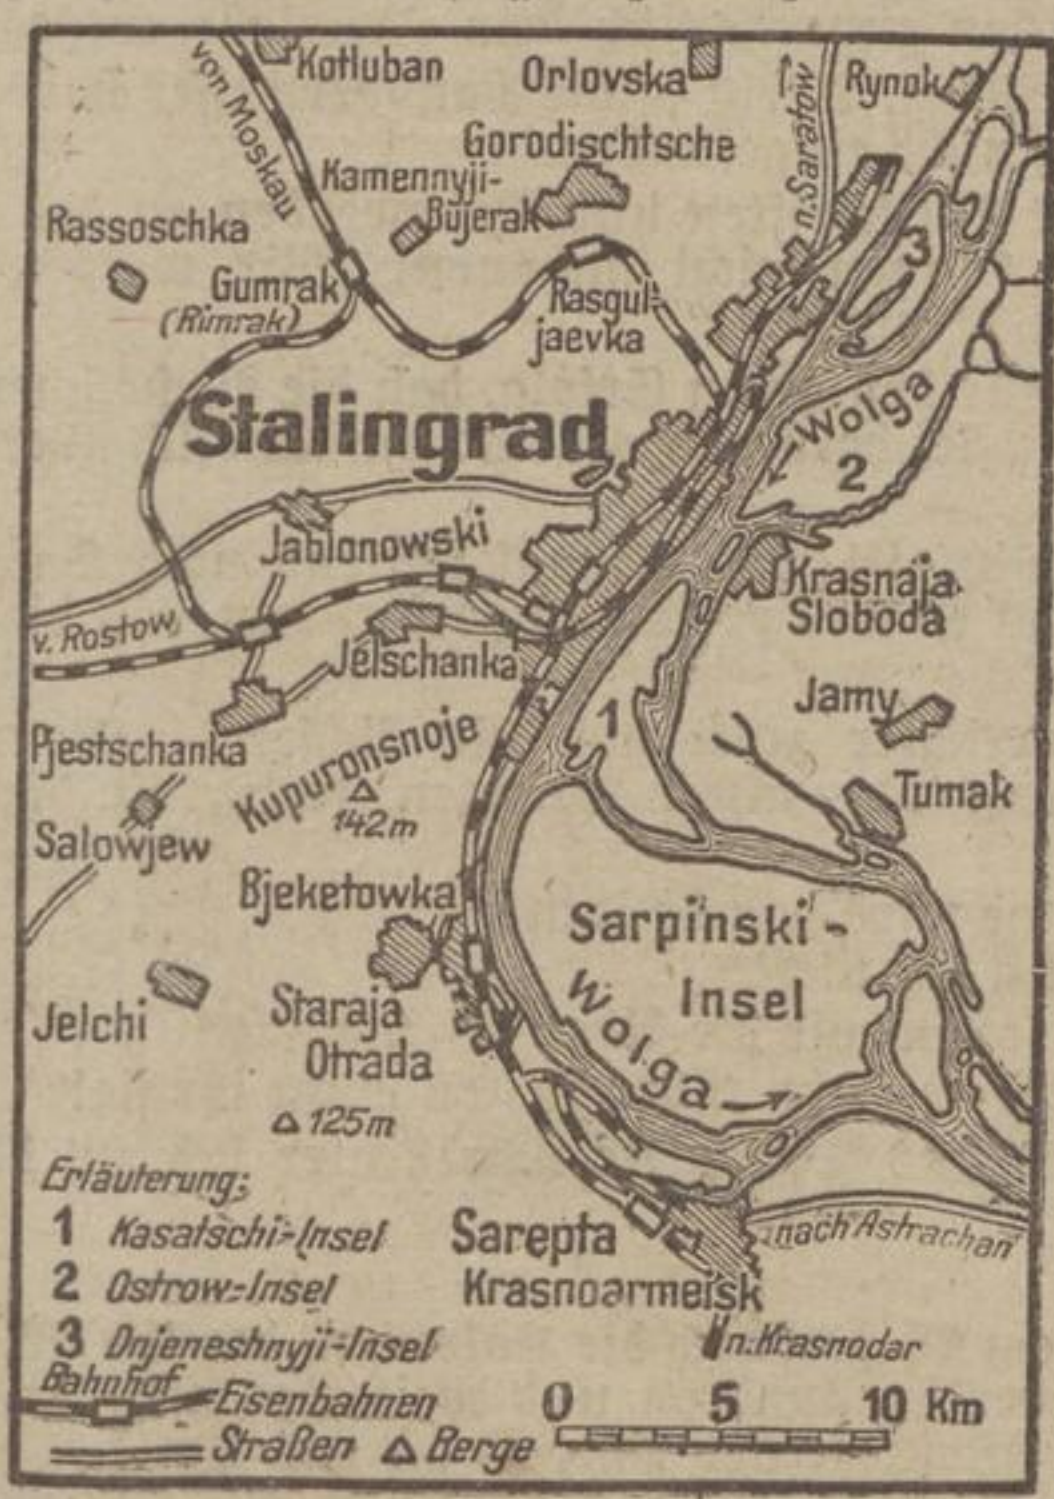 Kotluban
Orlovska
Rynok
von Moskau
n. Saratow
Gorodischtsche
Kamennyji-
Bujerak
Rassoschka
Gumrak
(Rimrak)
Rasgul-
jaevka
3
Stalingrad
Wolga
2
Jablonowski
Krasnaja
Sloboda
v. Rostow
Jelschanka
Jamy
1
Pjestschanka
Kupuronsnoje
142m
Tumak
Salowjew
Bjeketowka
Sarpinski-
Insel
Wolga
Jelchi
Staraja
Otrada
125m
Erläuterung:
1 Kasatschi-Insel
2 Ostrow-Insel
3 Dnjeneshnyji-Insel
Sarepta
Krasnoarmeisk
nach Astrachan
n. Krasnodar
Bahnhof
Eisenbahnen
Straßen Berge
0 5 10 Km